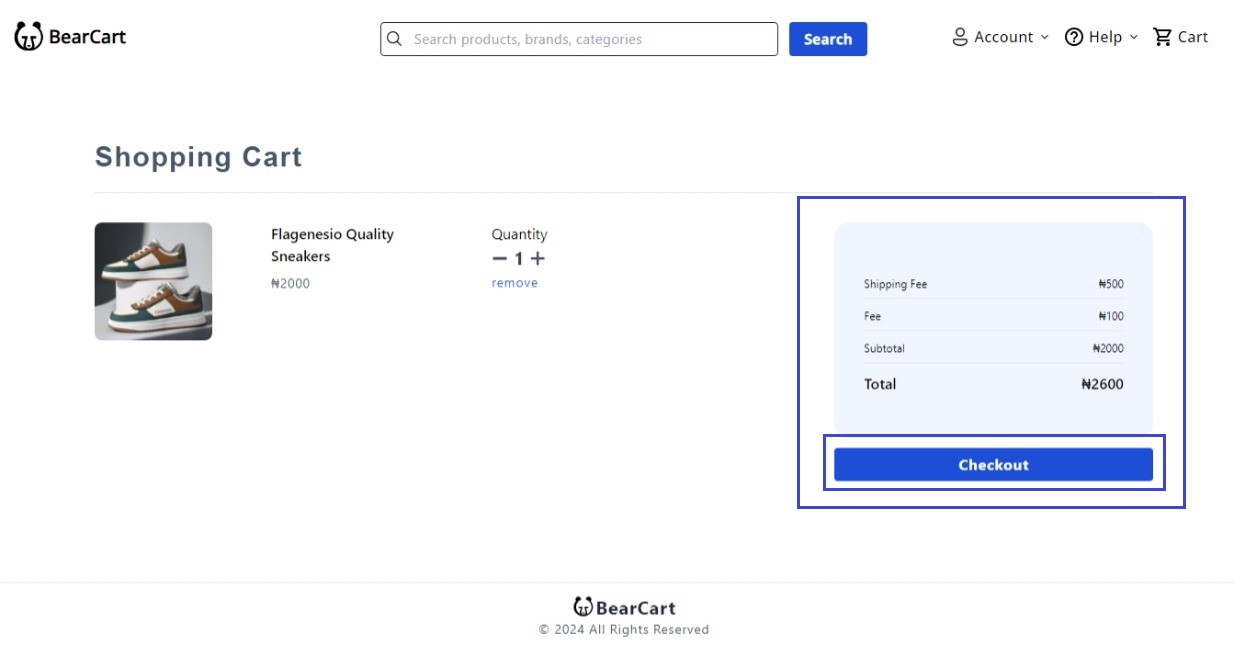 BearCart
Search products, brands, categories
Search
Account
Help
Cart
Shopping Cart
Flagenesio Quality
Sneakers
₦2000
Quantity
1
remove
Shipping Fee ₦500
Fee ₦100
Subtotal ₦2000
Total ₦2600
Checkout
BearCart
© 2024 All Rights Reserved